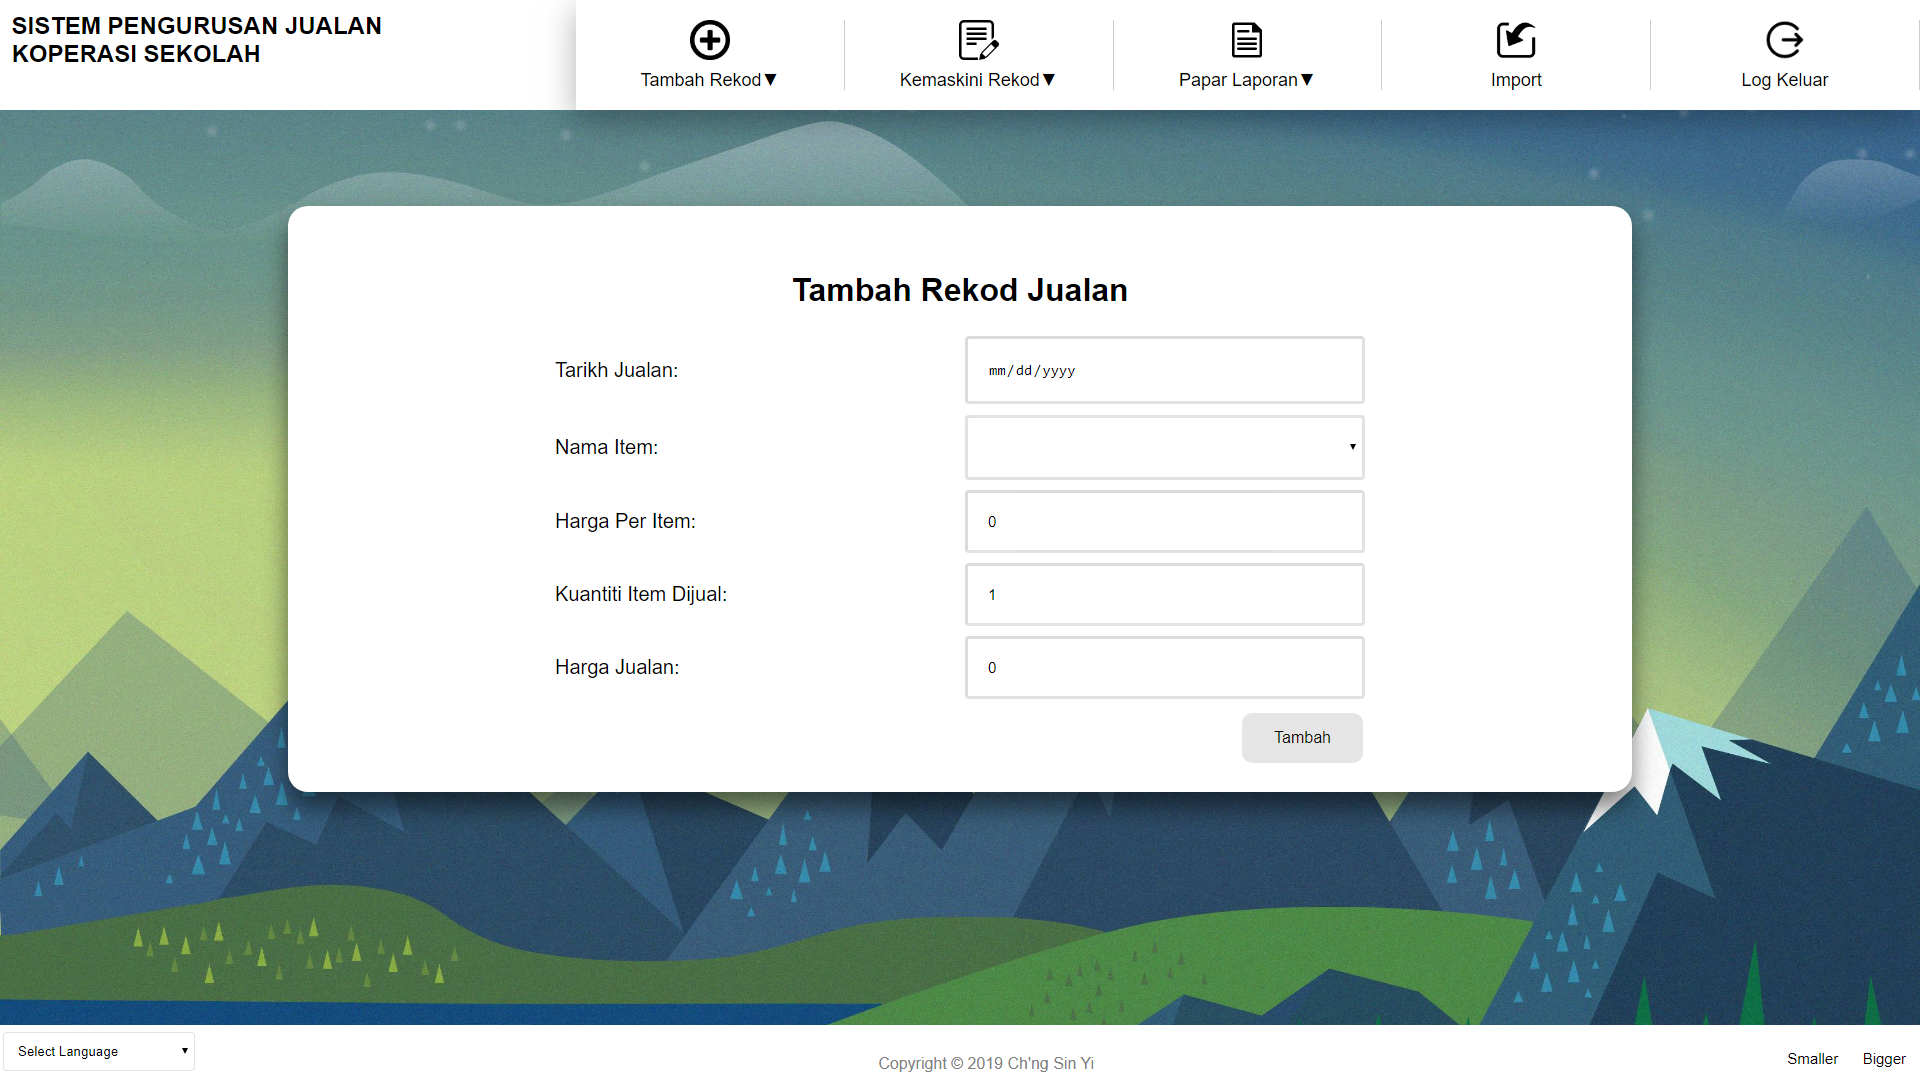 SISTEM PENGURUSAN JUALAN
KOPERASI SEKOLAH
Tambah Rekod▼
Kemaskini Rekod▼
Papar Laporan▼
Import
Log Keluar
Tambah Rekod Jualan
Tarikh Jualan:
mm/dd/yyyy
Nama Item:
Harga Per Item:
0
Kuantiti Item Dijual:
1
Harga Jualan:
0
Tambah
Select Language
Copyright © 2019 Ch'ng Sin Yi
Smaller
Bigger